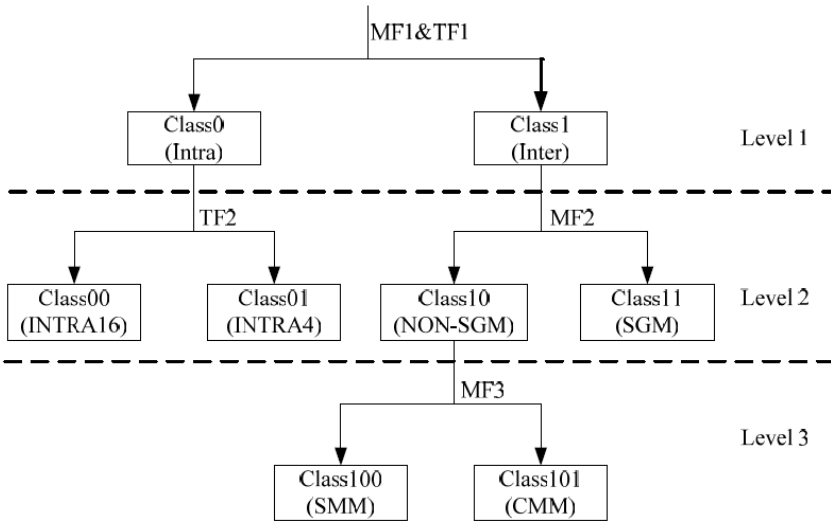 MF1&TF1
Class0
(Intra)
Class1
(Inter)
Level 1
TF2
MF2
Class00
(INTRA16)
Class01
(INTRA4)
Class10
(NON-SGM)
Class11
(SGM)
Level 2
MF3
Level 3
Class100
(SMM)
Class101
(CMM)